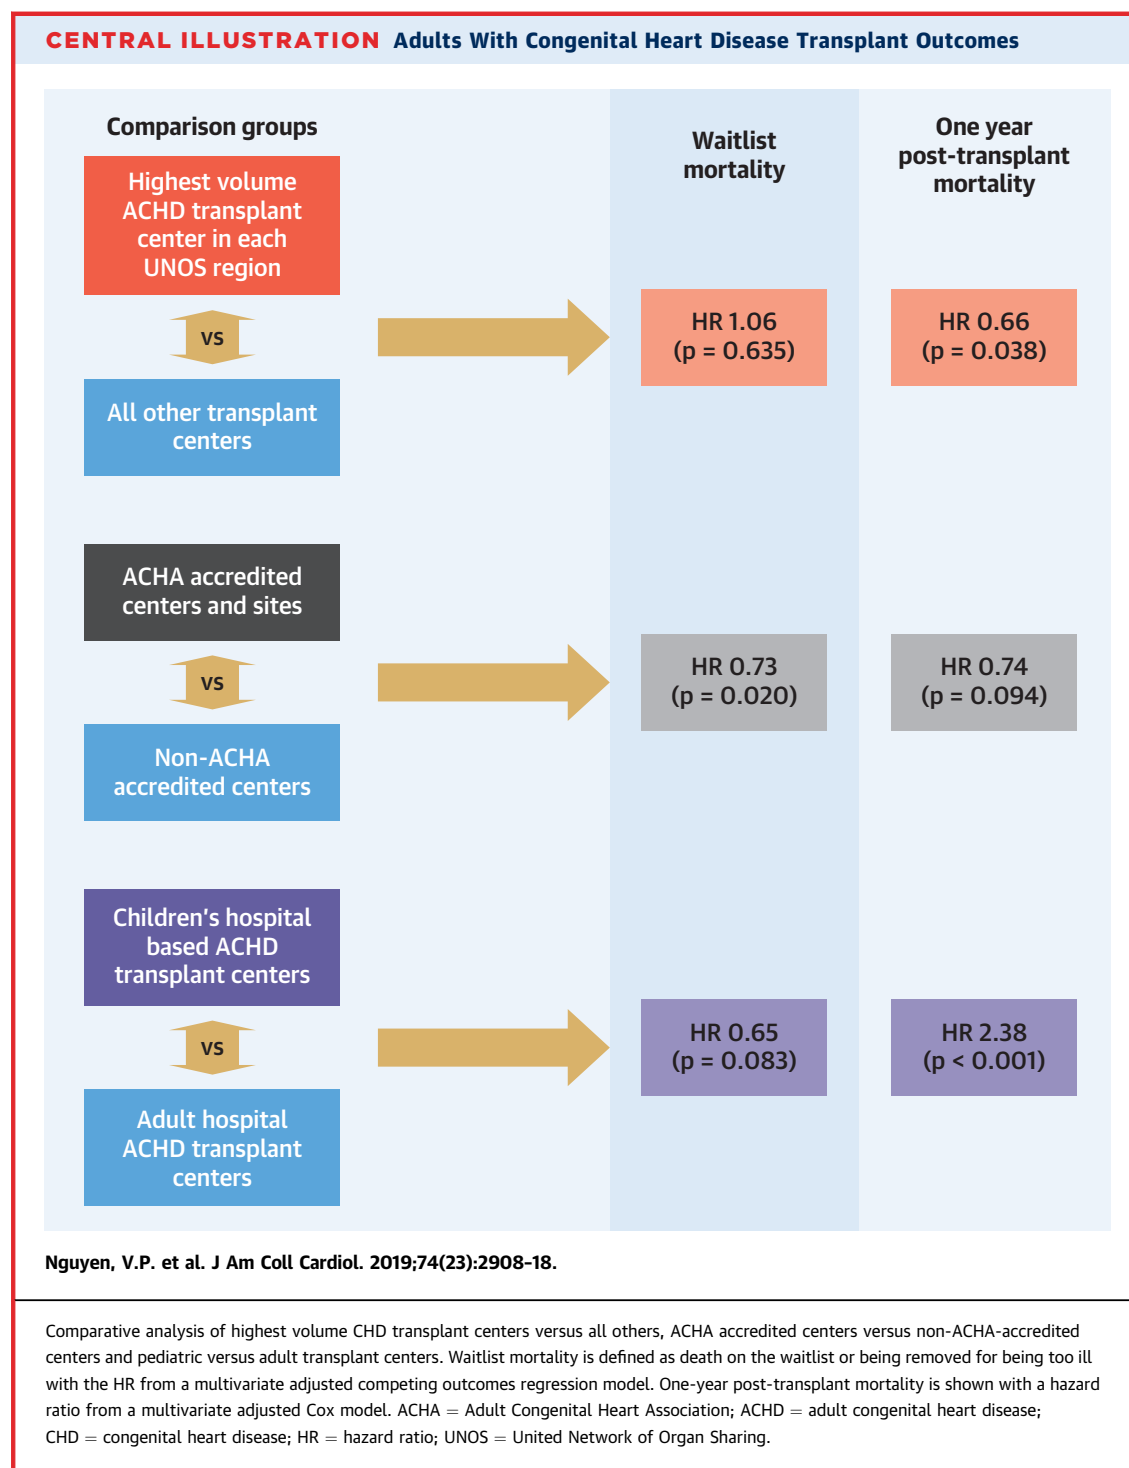 CENTRAL ILLUSTRATION Adults With Congenital Heart Disease Transplant Outcomes
Comparison groups
Waitlist
mortality
One year
post-transplant
mortality
Highest volume
ACHD transplant
center in each
UNOS region
VS
All other transplant
centers
HR 1.06
(p = 0.635)
HR 0.66
(p = 0.038)
ACHA accredited
centers and sites
VS
Non-ACHA
accredited centers
HR 0.73
(p = 0.020)
HR 0.74
(p = 0.094)
Children's hospital
based ACHD
transplant centers
VS
Adult hospital
ACHD transplant
centers
HR 0.65
(p = 0.083)
HR 2.38
(p < 0.001)
Nguyen, V.P. et al. J Am Coll Cardiol. 2019;74(23):2908–18.
Comparative analysis of highest volume CHD transplant centers versus all others, ACHA accredited centers versus non-ACHA-accredited
centers and pediatric versus adult transplant centers. Waitlist mortality is defined as death on the waitlist or being removed for being too ill
with the HR from a multivariate adjusted competing outcomes regression model. One-year post-transplant mortality is shown with a hazard
ratio from a multivariate adjusted Cox model. ACHA = Adult Congenital Heart Association; ACHD = adult congenital heart disease;
CHD = congenital heart disease; HR = hazard ratio; UNOS = United Network of Organ Sharing.